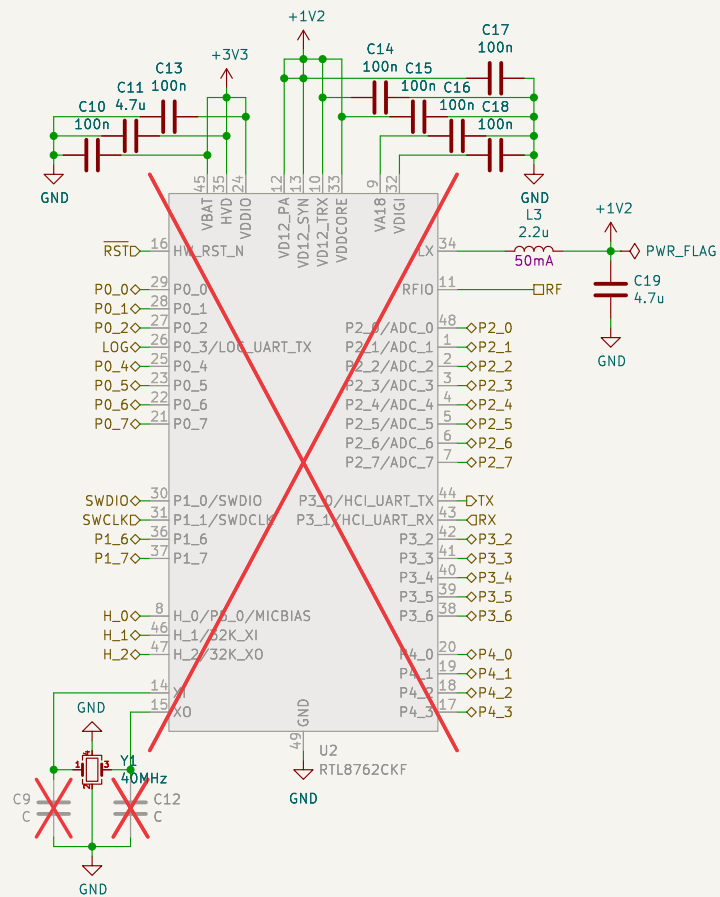 +1V2
C17
100n
+3V3
C14
100n
C15
100n
C13
100n
C11
4.7u
C10
100n
C16
100n
C18
100n
GND
GND
45
35
24
12
13
10
33
9
32
VBAT
HVD
VDDIO
VD12_PA
VD12_SYN
VD12_TRX
VDDCORE
VA18
VDIGI
L3
2.2u
50mA
+1V2
PWR_FLAG
C19
4.7u
GND
RST 16 HW_RST_N
LX 34
RFIO 11 RF
P0_0 29 P0_0
P0_1 28 P0_1
P0_2 27 P0_2
LOG 26 P0_3/LOG_UART_TX
P0_4 25 P0_4
P0_5 23 P0_5
P0_6 22 P0_6
P0_7 21 P0_7
P2_0/ADC_0 48 P2_0
P2_1/ADC_1 1 P2_1
P2_2/ADC_2 2 P2_2
P2_3/ADC_3 3 P2_3
P2_4/ADC_4 4 P2_4
P2_5/ADC_5 5 P2_5
P2_6/ADC_6 6 P2_6
P2_7/ADC_7 7 P2_7
SWDIO 30 P1_0/SWDIO
SWCLK 31 P1_1/SWDCLK
P1_6 36 P1_6
P1_7 37 P1_7
P3_0/HCI_UART_TX 44 TX
P3_1/HCI_UART_RX 43 RX
P3_2 42 P3_2
P3_3 41 P3_3
P3_4 40 P3_4
P3_5 39 P3_5
P3_6 38 P3_6
H_0 8 H_0/P5_0/MICBIAS
H_1 46 H_1/32K_XI
H_2 47 H_2/32K_XO
P4_0 20 P4_0
P4_1 19 P4_1
P4_2 18 P4_2
P4_3 17 P4_3
14 XI
15 XO
GND
49
U2
RTL8762CKF
GND
GND
Y1
40MHz
1
3
C9
C
C12
C
GND